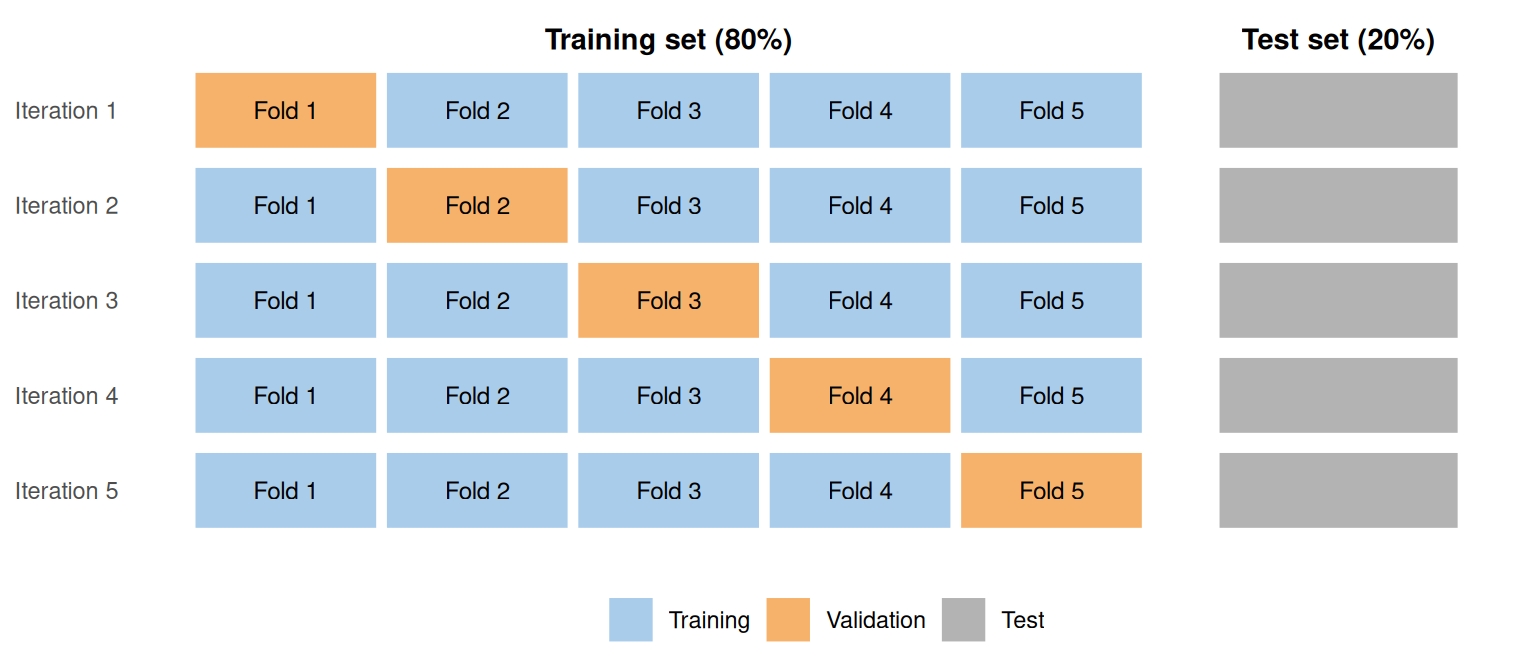 Training set (80%) Test set (20%)
Iteration 1 Fold 1 Fold 2 Fold 3 Fold 4 Fold 5
Iteration 2 Fold 1 Fold 2 Fold 3 Fold 4 Fold 5
Iteration 3 Fold 1 Fold 2 Fold 3 Fold 4 Fold 5
Iteration 4 Fold 1 Fold 2 Fold 3 Fold 4 Fold 5
Iteration 5 Fold 1 Fold 2 Fold 3 Fold 4 Fold 5
Training Validation Test